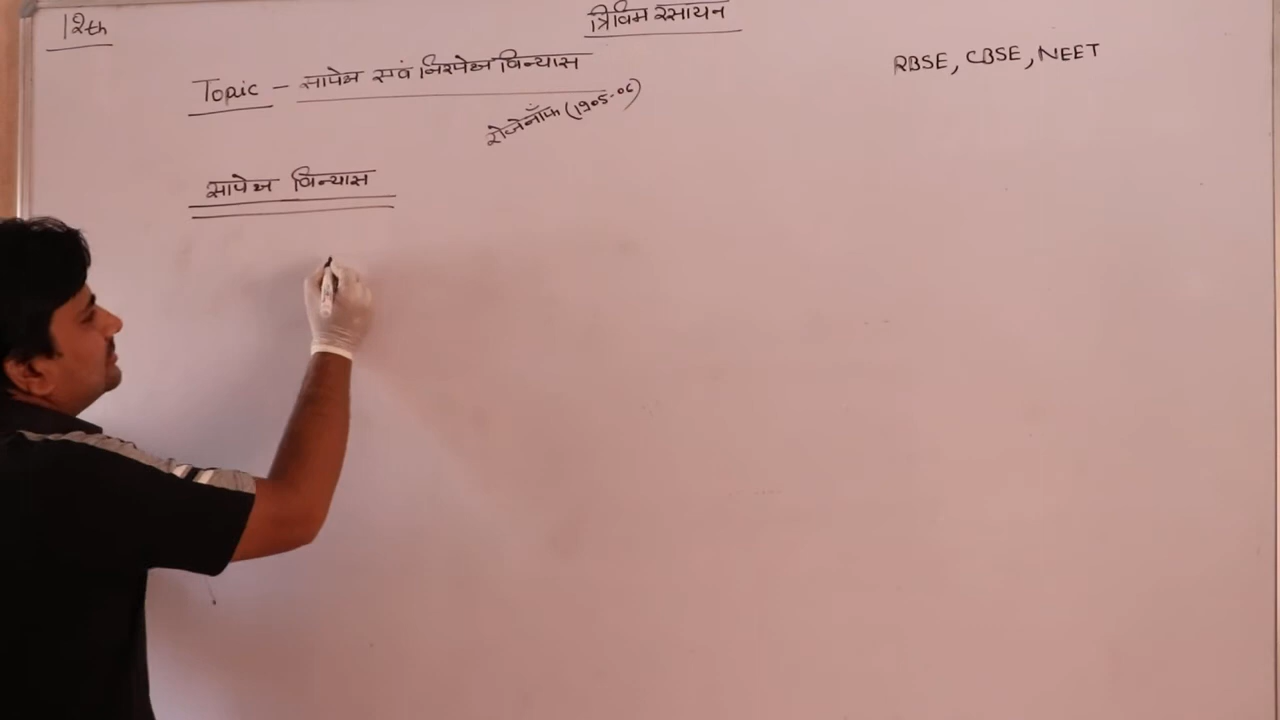 12th
त्रिविम रसायन
RBSE, CBSE, NEET
Topic - सापेक्ष एवं निरपेक्ष विन्यास
रोजेनॉफ (1905-06)
सापेक्ष विन्यास